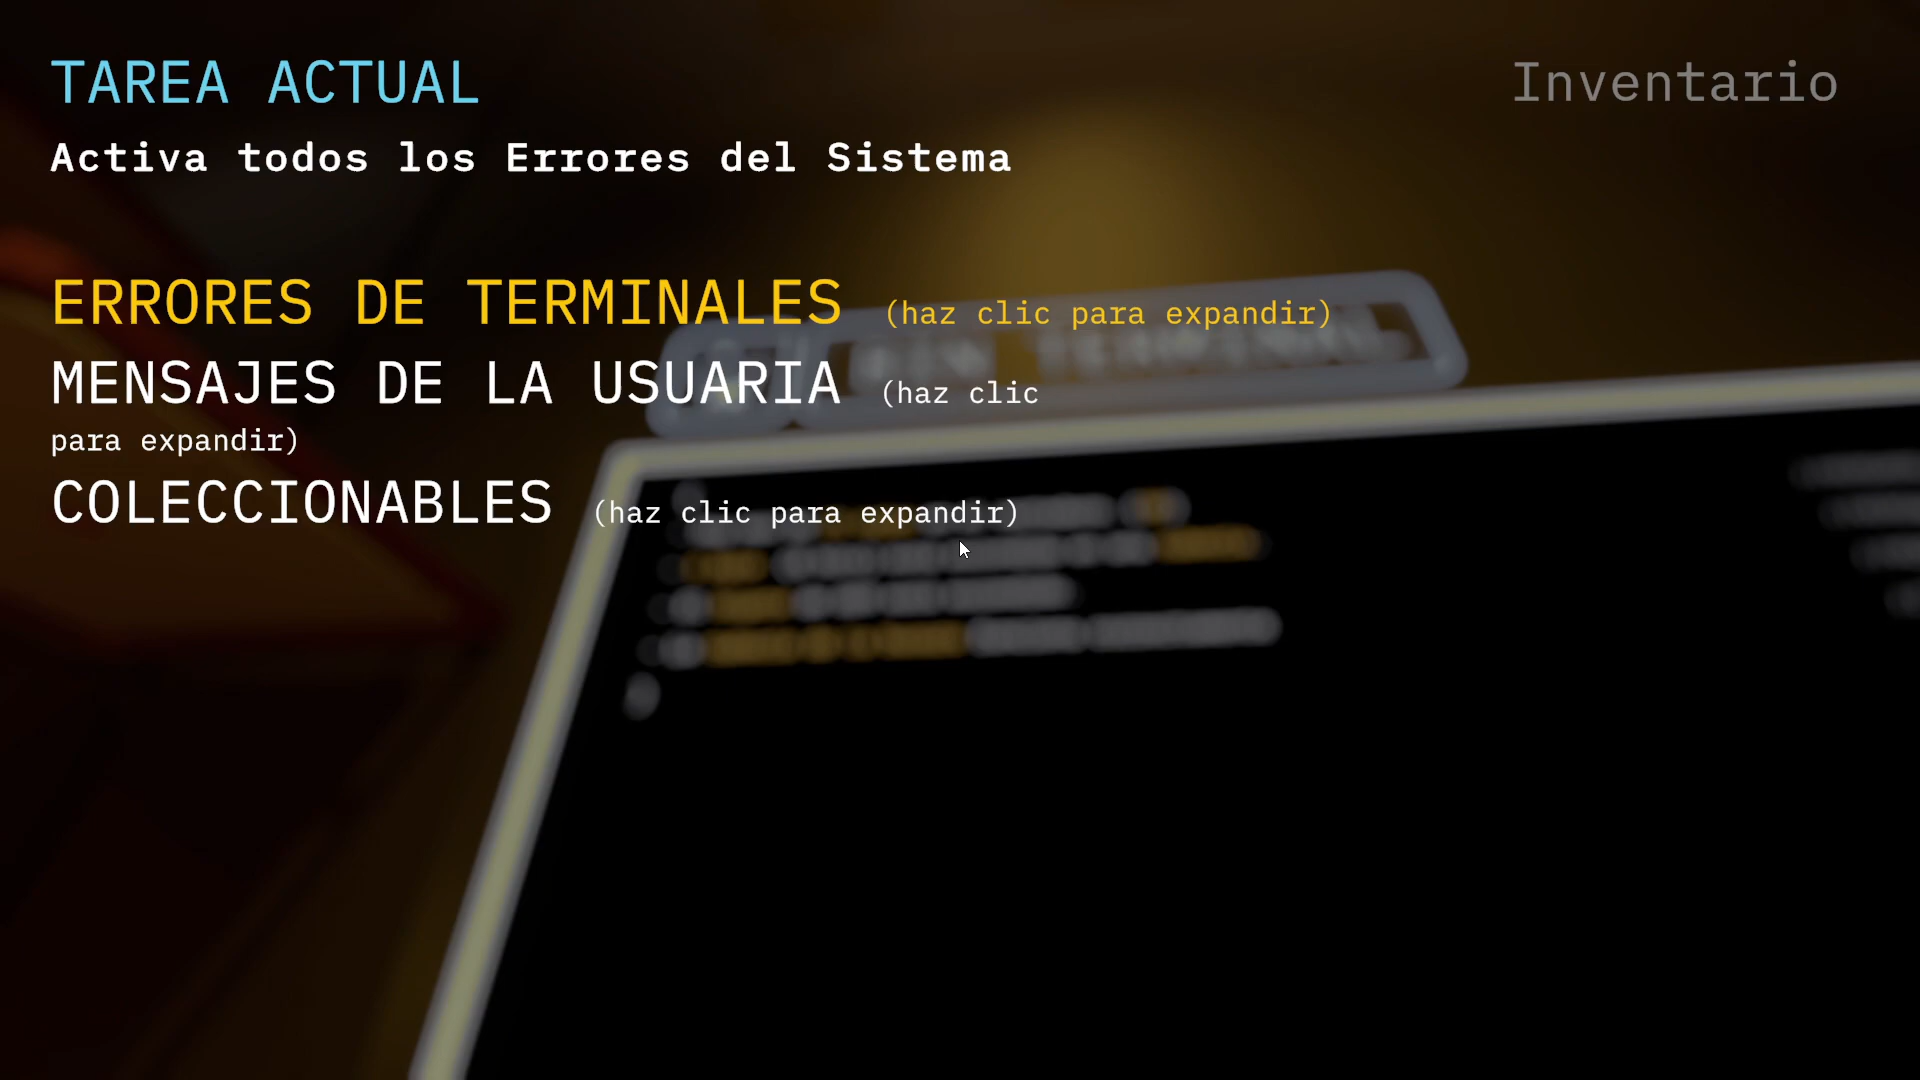 TAREA ACTUAL
Inventario
Activa todos los Errores del Sistema
ERRORES DE TERMINALES (haz clic para expandir)
MENSAJES DE LA USUARIA (haz clic
para expandir)
COLECCIONABLES (haz clic para expandir)